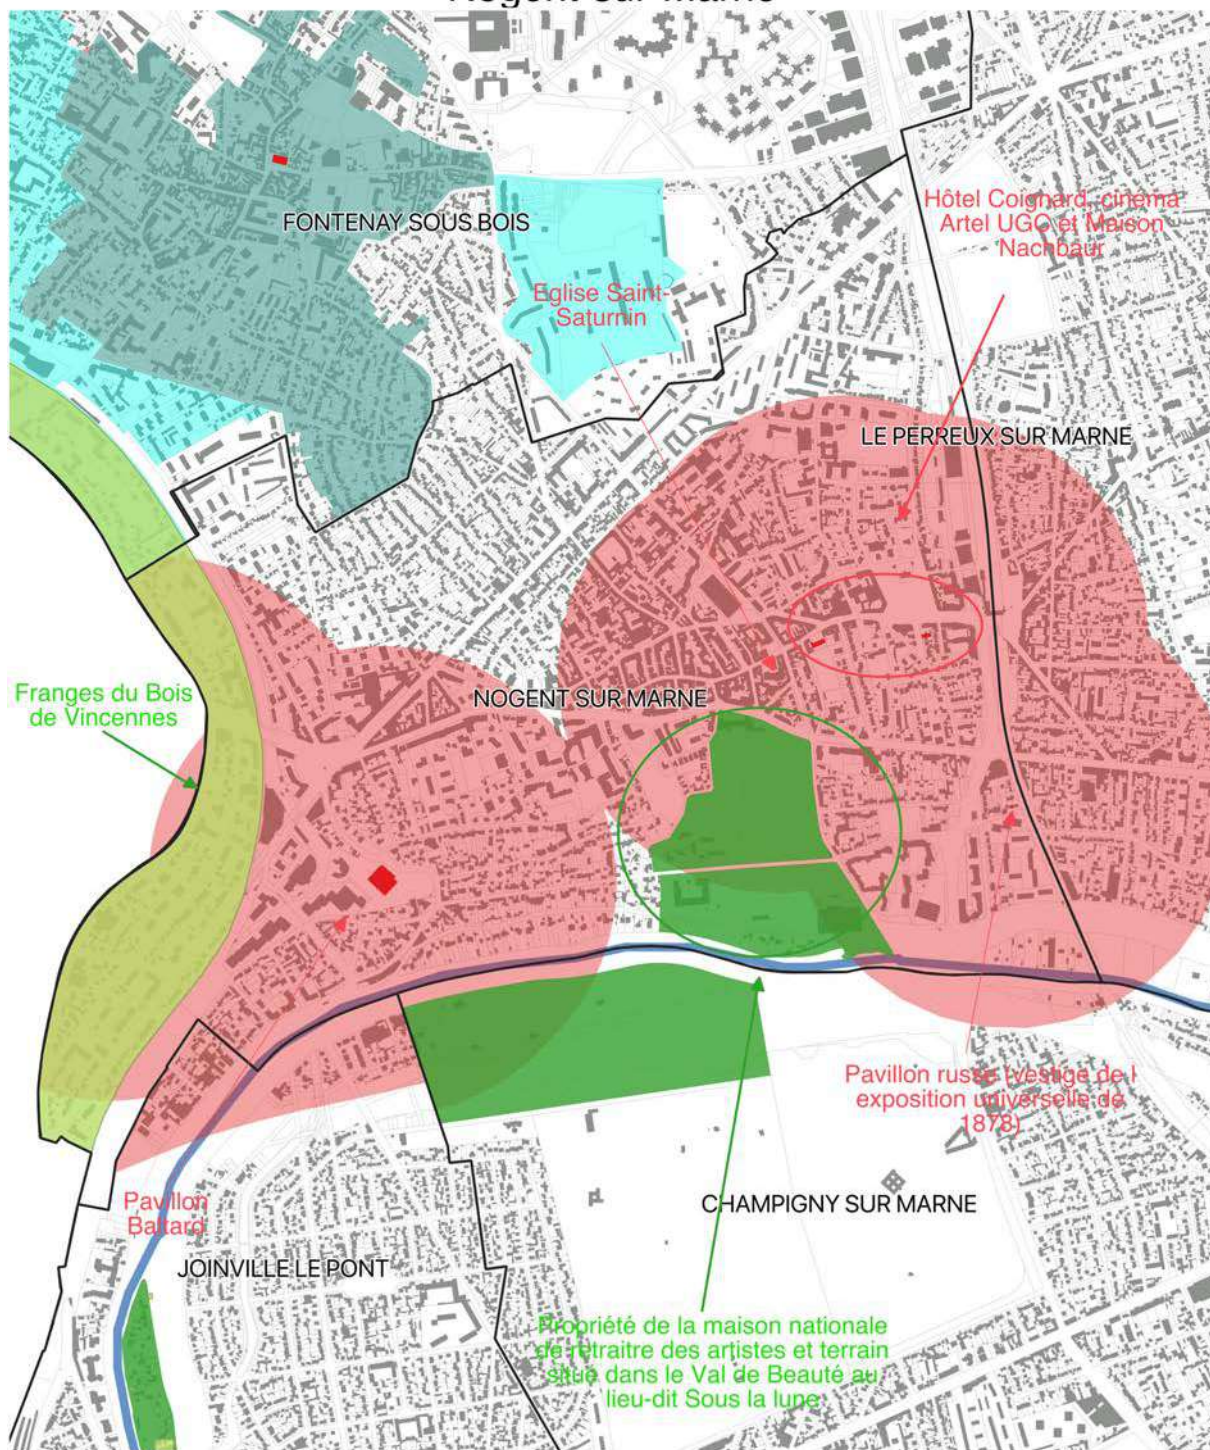 Nogent sur Marne
Hôtel Coignard, cinéma
Artel UGC et Maison
Nachbaur
FONTENAY SOUS BOIS
Eglise Saint-
Saturnin
LE PERREUX SUR MARNE
Franges du Bois
de Vincennes
NOGENT SUR MARNE
Pavillon russe (vestige de l
exposition universelle de
1878)
Pavillon
Baltard
CHAMPIGNY SUR MARNE
JOINVILLE LE PONT
Propriété de la maison nationale
de retraitre des artistes et terrain
situé dans le Val de Beauté au
lieu-dit Sous la lune